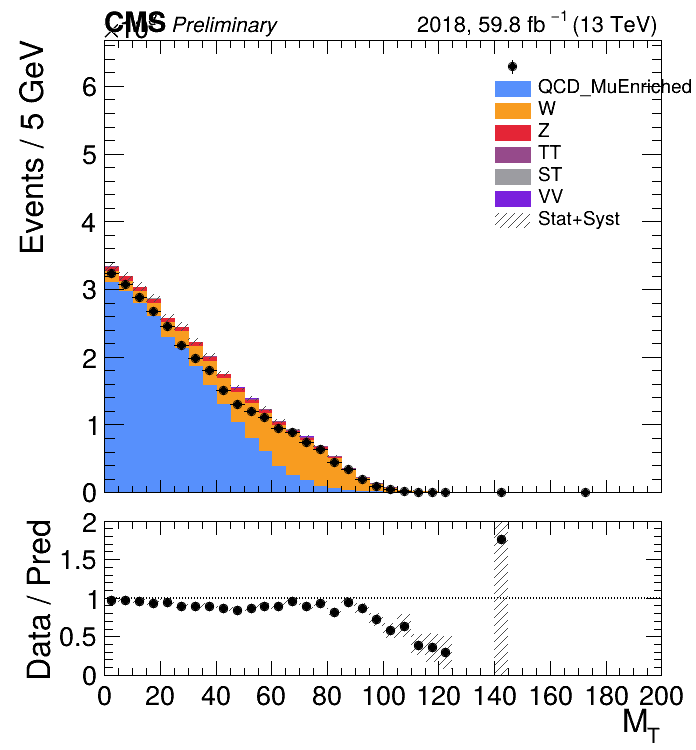 CMS Preliminary 2018, 59.8 fb⁻¹ (13 TeV)
Events / 5 GeV
6
5
4
3
2
1
0
QCD_MuEnriched
W
Z
TT
ST
VV
Stat+Syst
Data / Pred
2
1.5
1
0.5
0
0 20 40 60 80 100 120 140 160 180 200
M_T